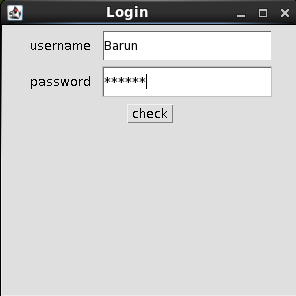 Login
username Barun
password ******
check